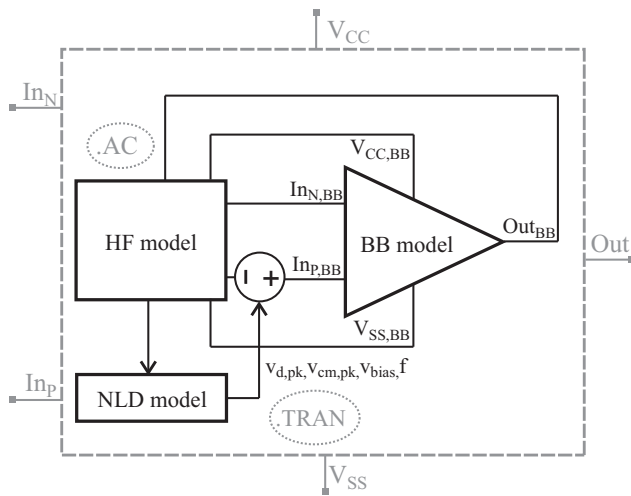 V_CC
In_N
.AC
V_CC,BB
In_N,BB
HF model
BB model
Out_BB
Out
In_P,BB
V_SS,BB
v_d,pk,v_cm,pk,v_bias,f
In_P
NLD model
.TRAN
V_SS